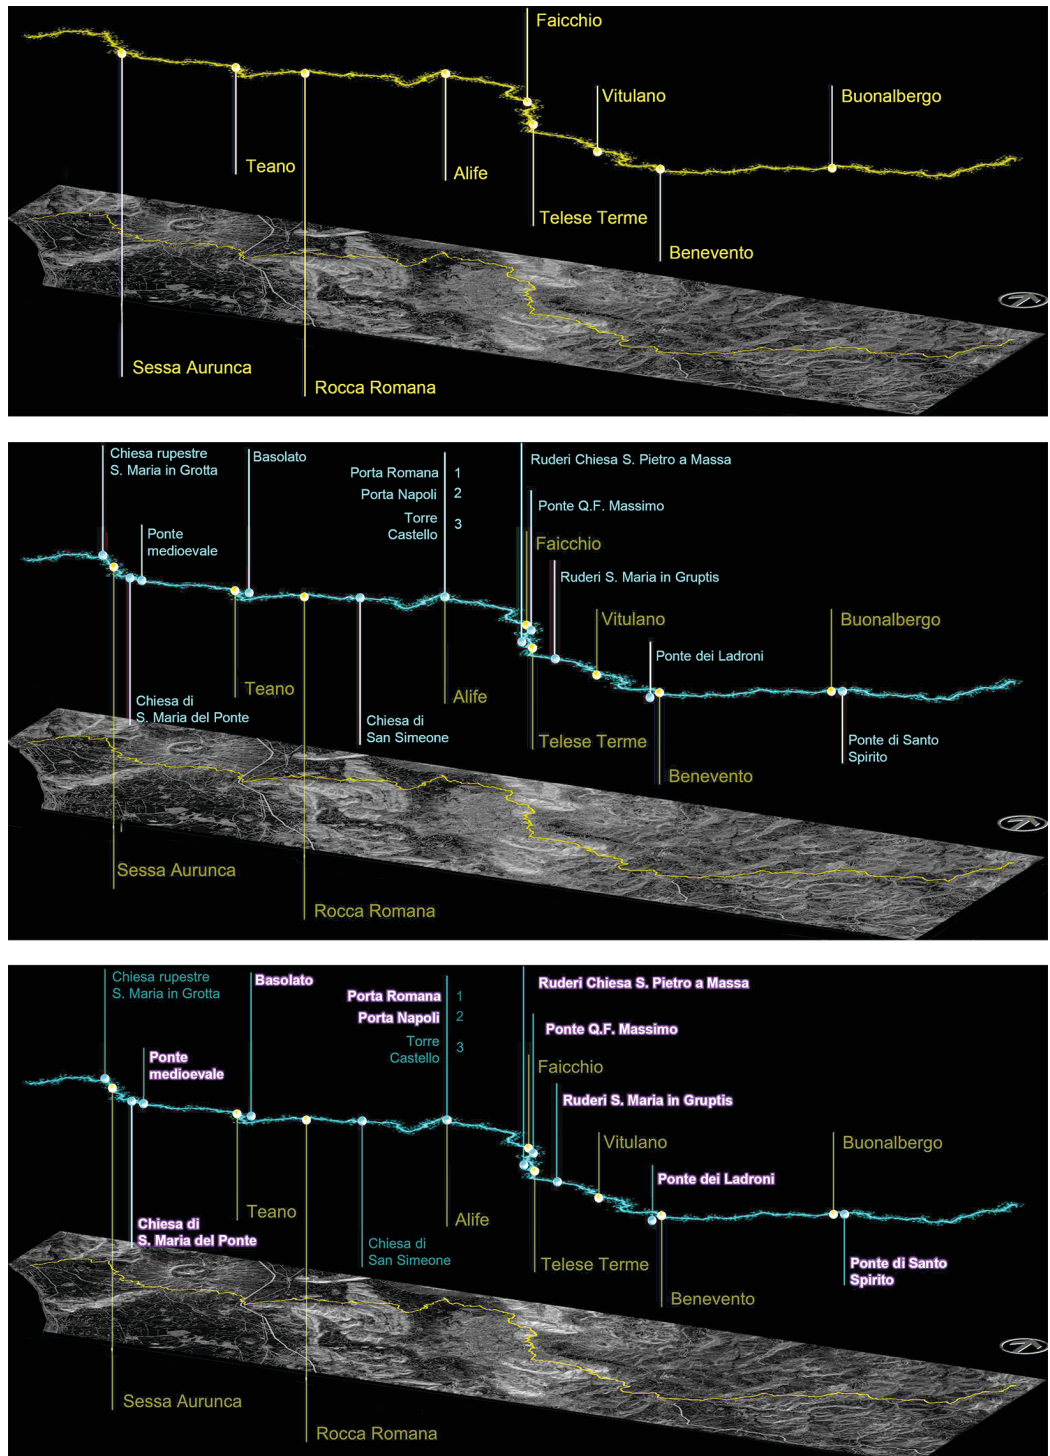 Faicchio
Vitulano
Buonalbergo
Teano
Alife
Telese Terme
Benevento
Sessa Aurunca
Rocca Romana
Chiesa rupestre
S. Maria in Grotta
Basolato
Porta Romana 1
Porta Napoli 2
Torre
Castello 3
Ruderi Chiesa S. Pietro a Massa
Ponte Q.F. Massimo
Ponte
medioevale
Faicchio
Ruderi S. Maria in Gruptis
Vitulano
Buonalbergo
Ponte dei Ladroni
Teano
Alife
Chiesa di
S. Maria del Ponte
Chiesa di
San Simeone
Telese Terme
Ponte di Santo
Spirito
Benevento
Sessa Aurunca
Rocca Romana
Chiesa rupestre
S. Maria in Grotta
Basolato
Porta Romana 1
Porta Napoli 2
Torre
Castello 3
Ruderi Chiesa S. Pietro a Massa
Ponte Q.F. Massimo
Ponte
medioevale
Faicchio
Ruderi S. Maria in Gruptis
Vitulano
Buonalbergo
Ponte dei Ladroni
Teano
Alife
Chiesa di
S. Maria del Ponte
Chiesa di
San Simeone
Telese Terme
Ponte di Santo
Spirito
Benevento
Sessa Aurunca
Rocca Romana